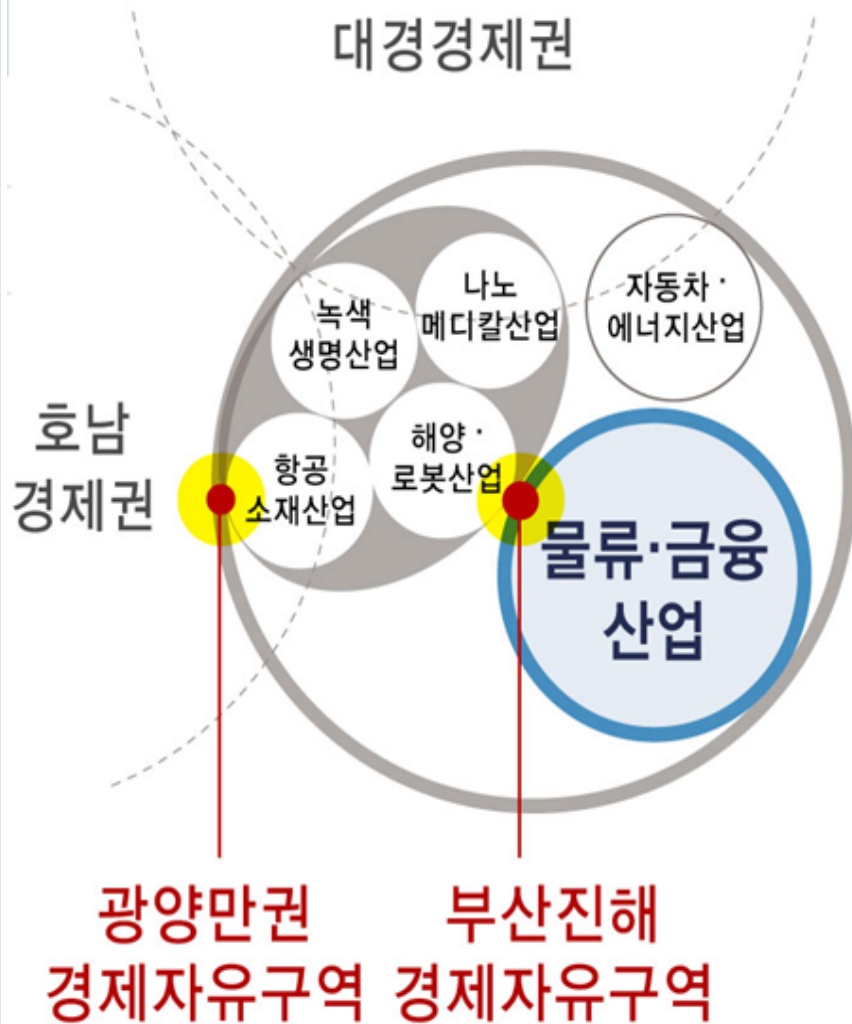 대경경제권
나노
메디칼산업
자동차·
에너지산업
녹색
생명산업
호남
경제권
해양·
로봇산업
항공
소재산업
물류·금융
산업
광양만권
경제자유구역
부산진해
경제자유구역